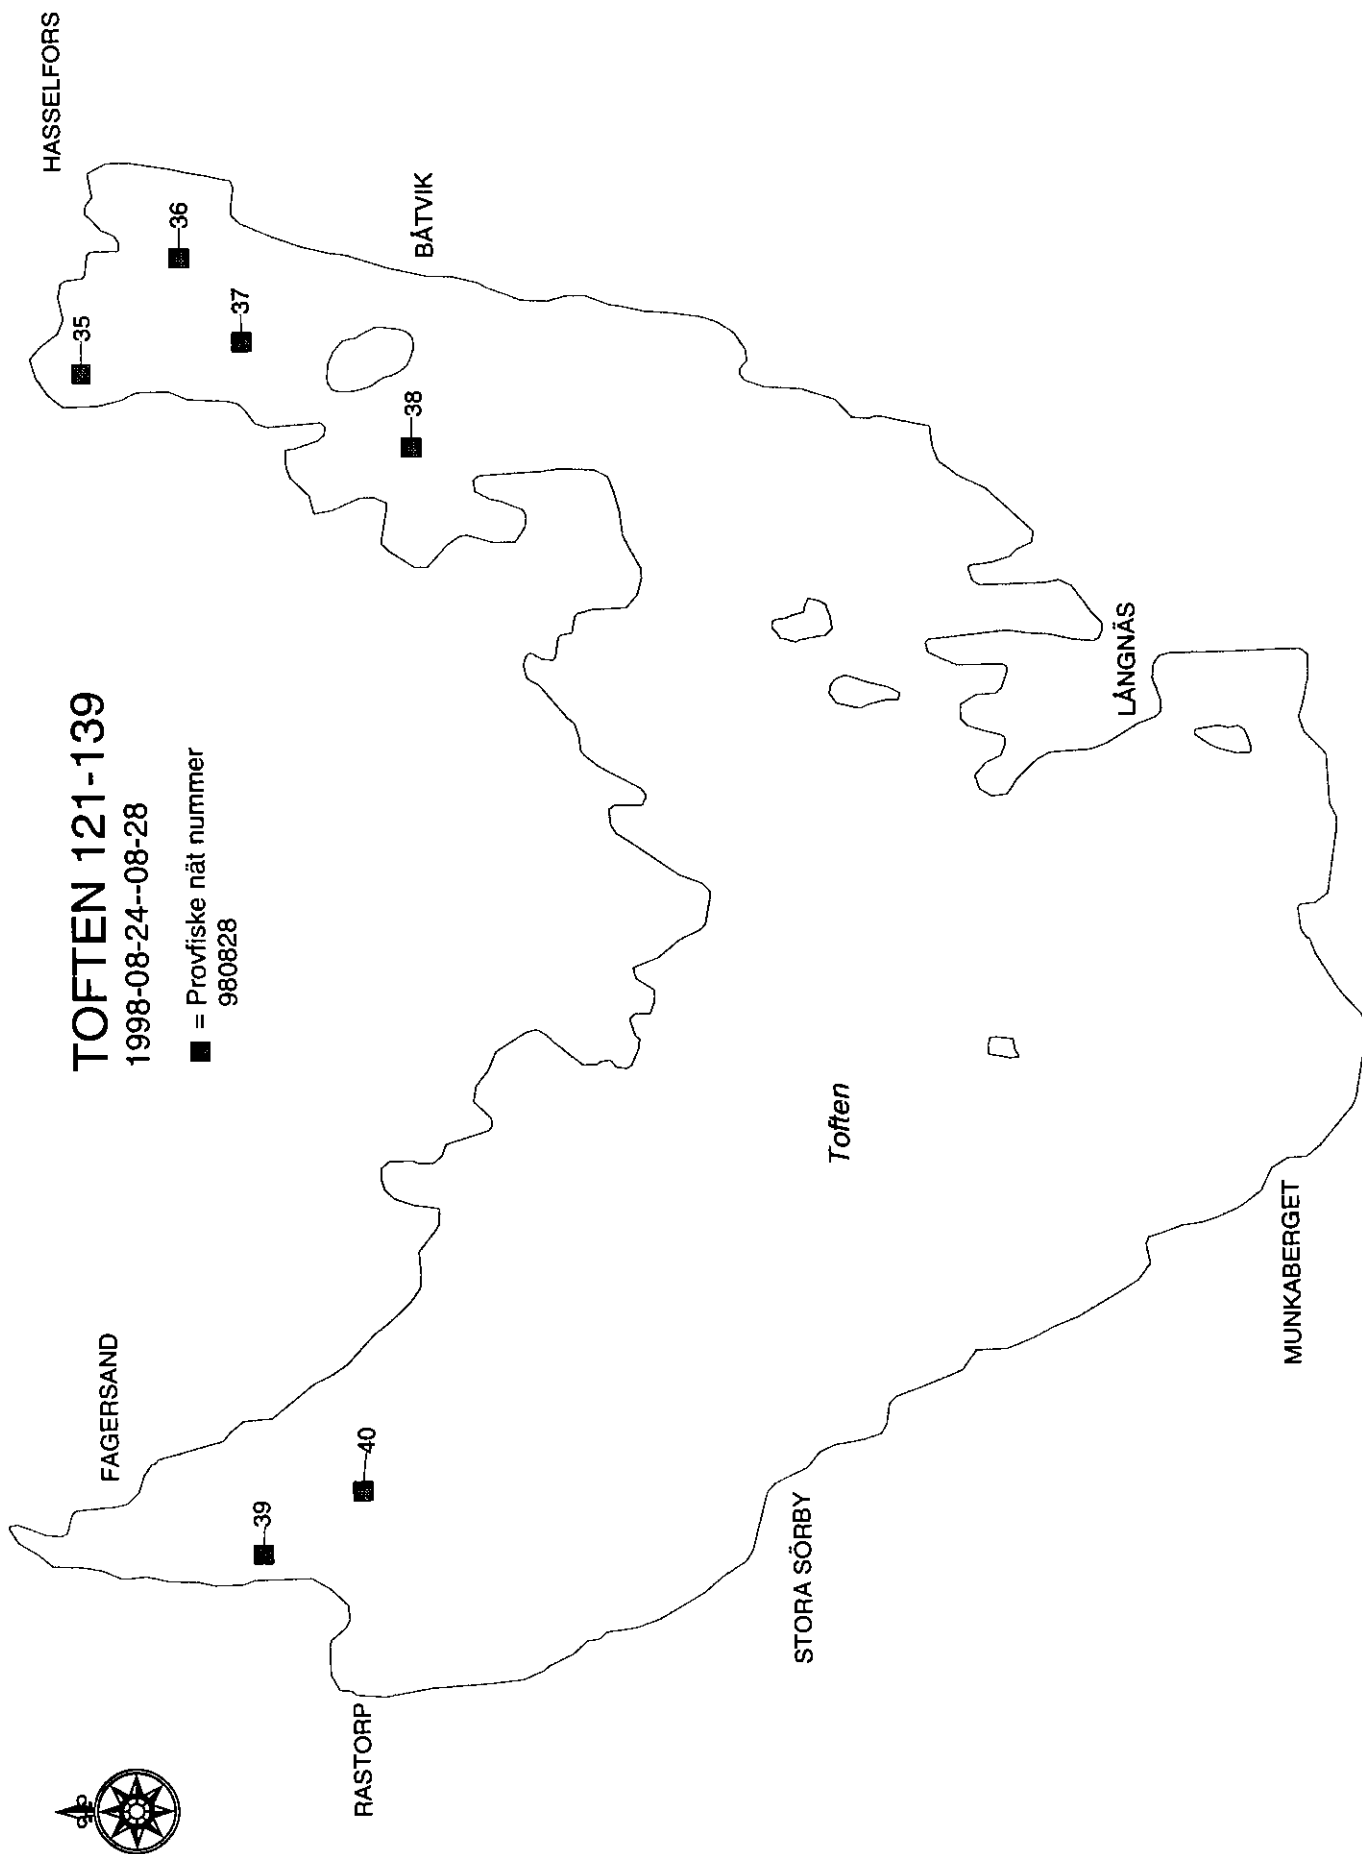 TOFTEN 121-139
1998-08-24--08-28
■ = Provfiske nät nummer
980828
HASSELFORS
35
36
37
BÅTVIK
38
LÅNGNÄS
FAGERSAND
39
40
RASTORP
Toften
STORA SÖRBY
MUNKABERGET